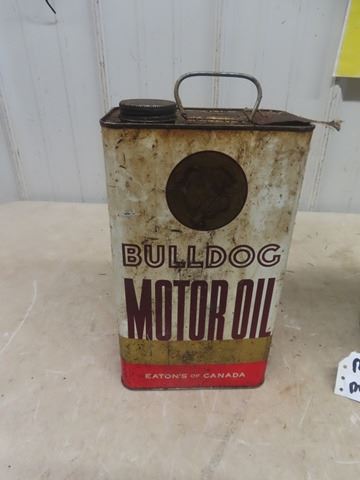 BULLDOG
MOTOR OIL
EATON'S OF CANADA